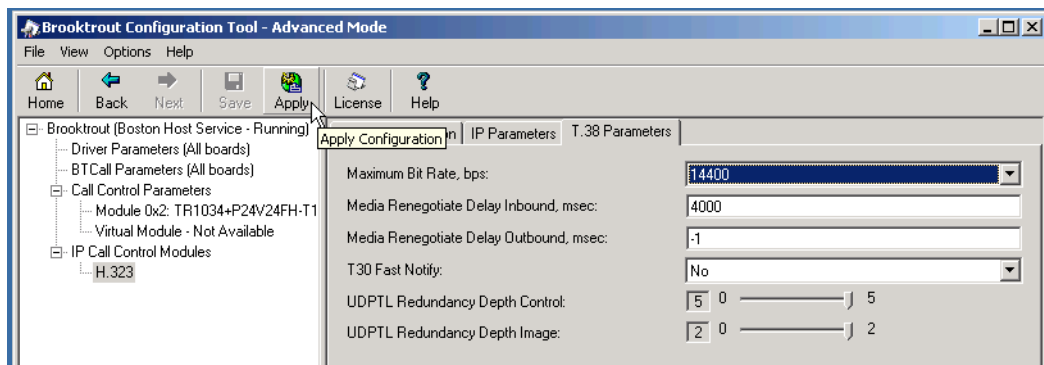 Brooktrout Configuration Tool - Advanced Mode
File View Options Help
Home Back Next Save Apply License Help
Apply Configuration
Brooktrout (Boston Host Service - Running)
Driver Parameters (All boards)
BTCall Parameters (All boards)
Call Control Parameters
Module 0x2: TR1034+P24V24FH-T1
Virtual Module - Not Available
IP Call Control Modules
H.323
IP Parameters T.38 Parameters
Maximum Bit Rate, bps: 14400
Media Renegotiate Delay Inbound, msec: 4000
Media Renegotiate Delay Outbound, msec: -1
T30 Fast Notify: No
UDPTL Redundancy Depth Control: 5 0 5
UDPTL Redundancy Depth Image: 2 0 2